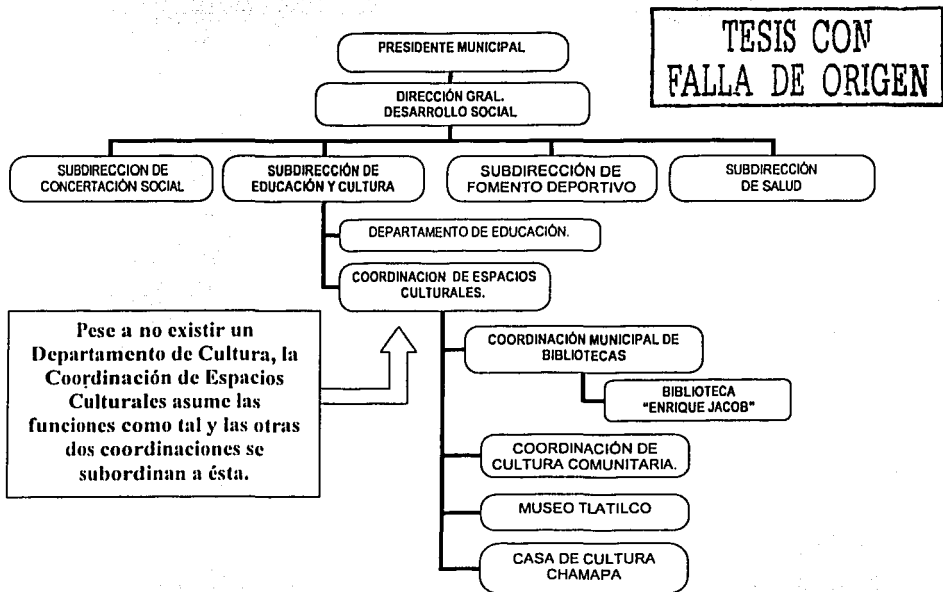 TESIS CON
FALLA DE ORIGEN
PRESIDENTE MUNICIPAL
DIRECCIÓN GRAL.
DESARROLLO SOCIAL
SUBDIRECCION DE
CONCERTACIÓN SOCIAL
SUBDIRECCIÓN DE
EDUCACIÓN Y CULTURA
SUBDIRECCIÓN DE
FOMENTO DEPORTIVO
SUBDIRECCIÓN
DE SALUD
DEPARTAMENTO DE EDUCACIÓN.
COORDINACION DE ESPACIOS
CULTURALES.
Pese a no existir un
Departamento de Cultura, la
Coordinación de Espacios
Culturales asume las
funciones como tal y las otras
dos coordinaciones se
subordinan a ésta.
COORDINACIÓN MUNICIPAL DE
BIBLIOTECAS
BIBLIOTECA
"ENRIQUE JACOB"
COORDINACIÓN DE
CULTURA COMUNITARIA.
MUSEO TLATILCO
CASA DE CULTURA
CHAMAPA